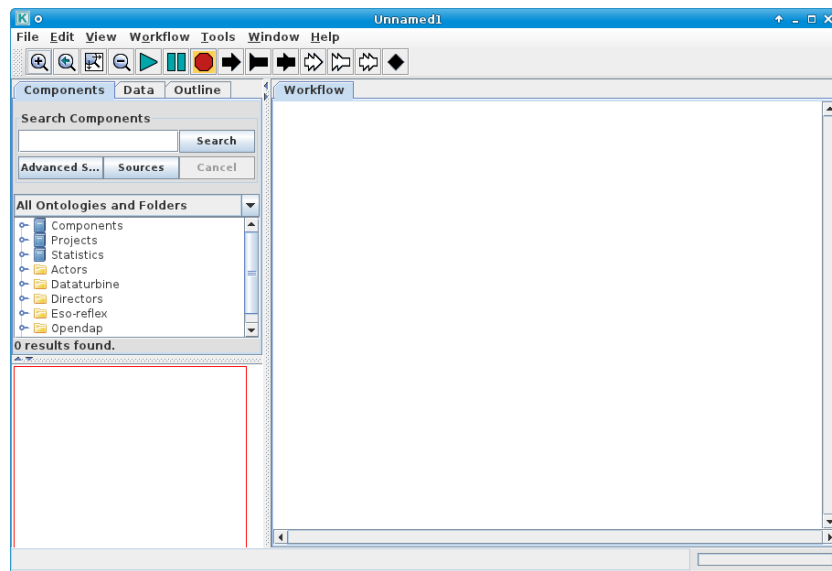 K
Unnamed1
File Edit View Workflow Tools Window Help
Components Data Outline
Workflow
Search Components
Search
Advanced S... Sources Cancel
All Ontologies and Folders
Components
Projects
Statistics
Actors
Dataturbine
Directors
Eso-reflex
Opendap
0 results found.